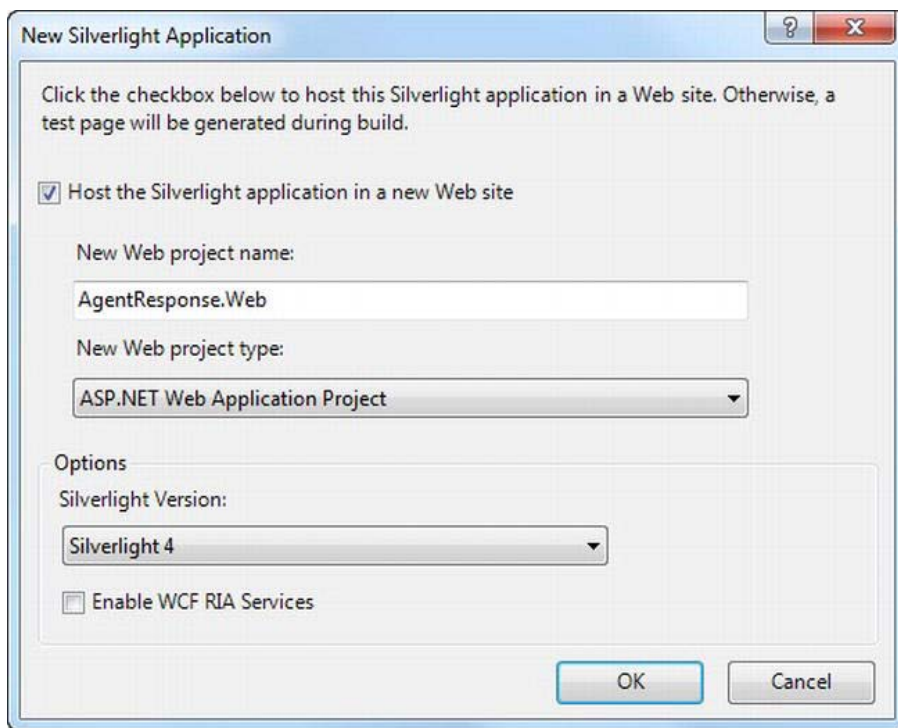 New Silverlight Application
Click the checkbox below to host this Silverlight application in a Web site. Otherwise, a
test page will be generated during build.
Host the Silverlight application in a new Web site
New Web project name:
AgentResponse.Web
New Web project type:
ASP.NET Web Application Project
Options
Silverlight Version:
Silverlight 4
Enable WCF RIA Services
OK Cancel